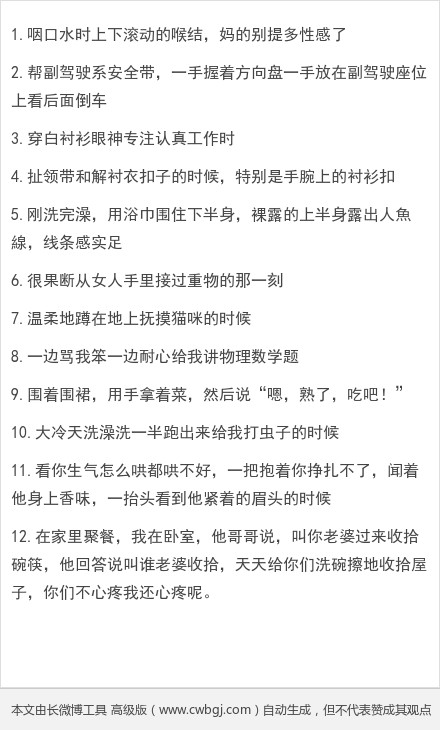 1.咽口水时上下滚动的喉结，妈的别提多性感了
2.帮副驾驶系安全带，一手握着方向盘一手放在副驾驶座位
上看后面倒车
3.穿白衬衫眼神专注认真工作时
4.扯领带和解衬衣扣子的时候，特别是手腕上的衬衫扣
5.刚洗完澡，用浴巾围住下半身，裸露的上半身露出人魚
線，线条感实足
6.很果断从女人手里接过重物的那一刻
7.温柔地蹲在地上抚摸猫咪的时候
8.一边骂我笨一边耐心给我讲物理数学题
9.围着围裙，用手拿着菜，然后说“嗯，熟了，吃吧！”
10.大冷天洗澡洗一半跑出来给我打虫子的时候
11.看你生气怎么哄都哄不好，一把抱着你挣扎不了，闻着
他身上香味，一抬头看到他紧着的眉头的时候
12.在家里聚餐，我在卧室，他哥哥说，叫你老婆过来收拾
碗筷，他回答说叫谁老婆收拾，天天给你们洗碗擦地收拾屋
子，你们不心疼我还心疼呢。
本文由长微博工具 高级版（www.cwbgj.com）自动生成，但不代表赞成其观点